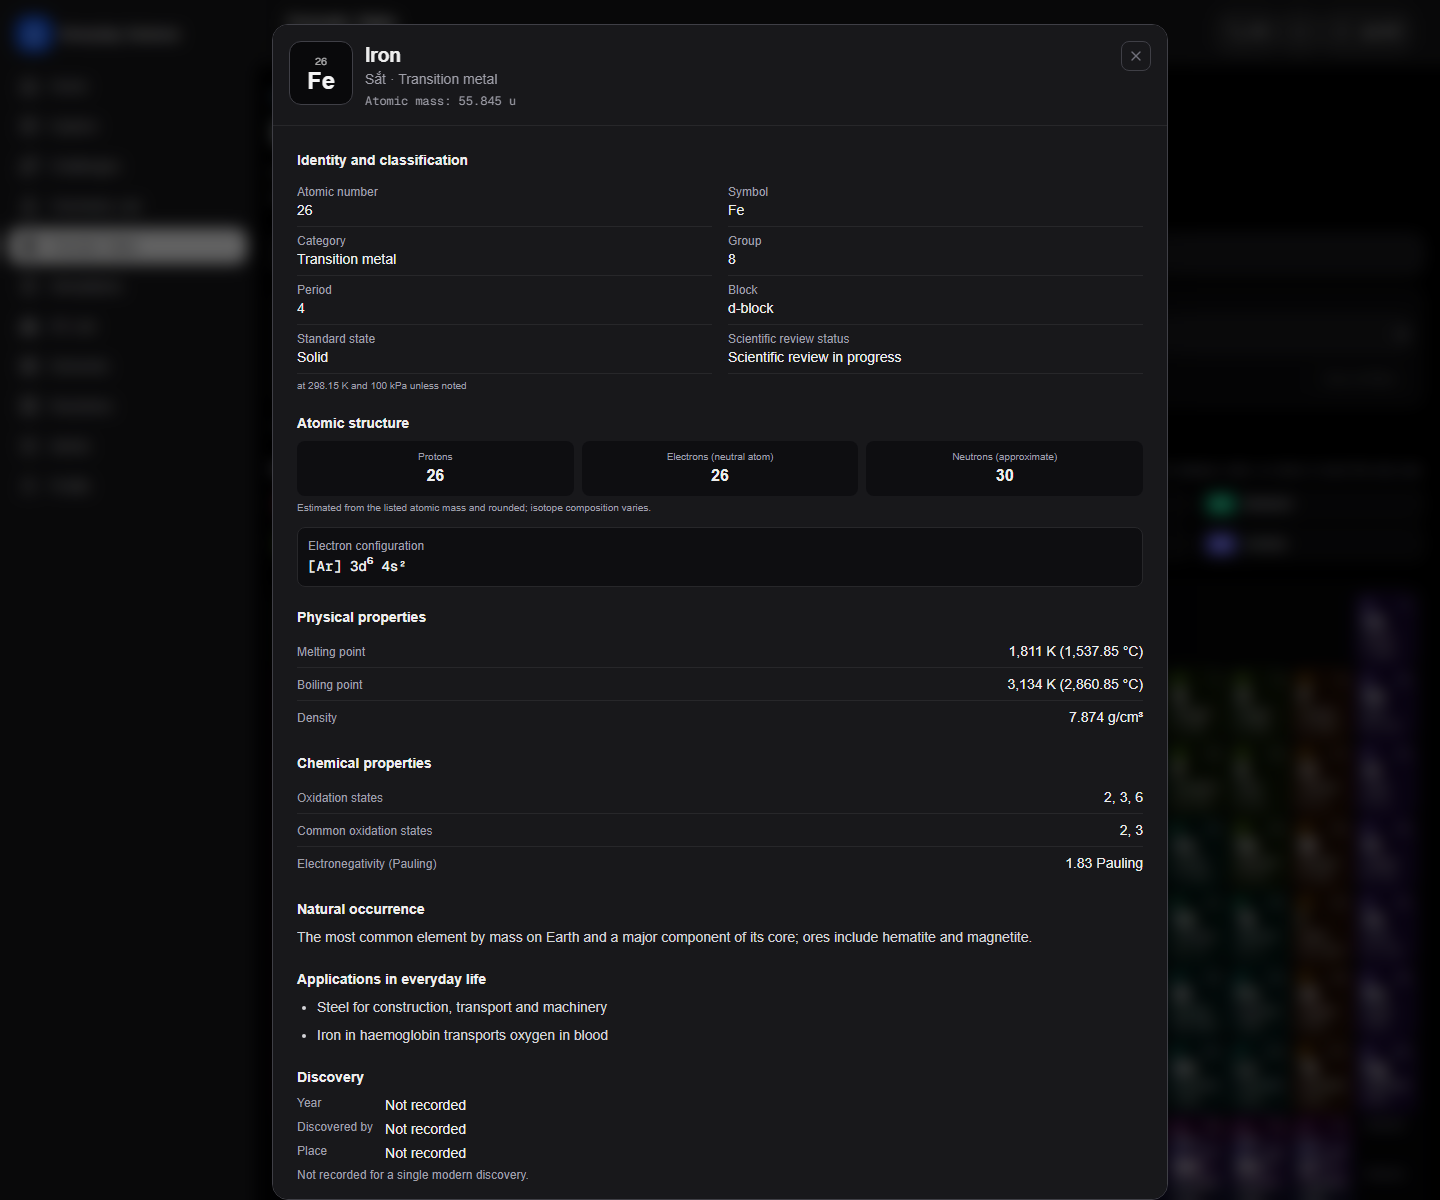 26
Fe
Iron
Sắt · Transition metal
Atomic mass: 55.845 u
Identity and classification
Atomic number
26
Symbol
Fe
Category
Transition metal
Group
8
Period
4
Block
d-block
Standard state
Solid
Scientific review status
Scientific review in progress
at 298.15 K and 100 kPa unless noted
Atomic structure
Protons
26
Electrons (neutral atom)
26
Neutrons (approximate)
30
Estimated from the listed atomic mass and rounded; isotope composition varies.
Electron configuration
[Ar] 3d⁶ 4s²
Physical properties
Melting point
1,811 K (1,537.85 °C)
Boiling point
3,134 K (2,860.85 °C)
Density
7.874 g/cm³
Chemical properties
Oxidation states
2, 3, 6
Common oxidation states
2, 3
Electronegativity (Pauling)
1.83 Pauling
Natural occurrence
The most common element by mass on Earth and a major component of its core; ores include hematite and magnetite.
Applications in everyday life
• Steel for construction, transport and machinery
• Iron in haemoglobin transports oxygen in blood
Discovery
Year
Not recorded
Discovered by
Not recorded
Place
Not recorded
Not recorded for a single modern discovery.